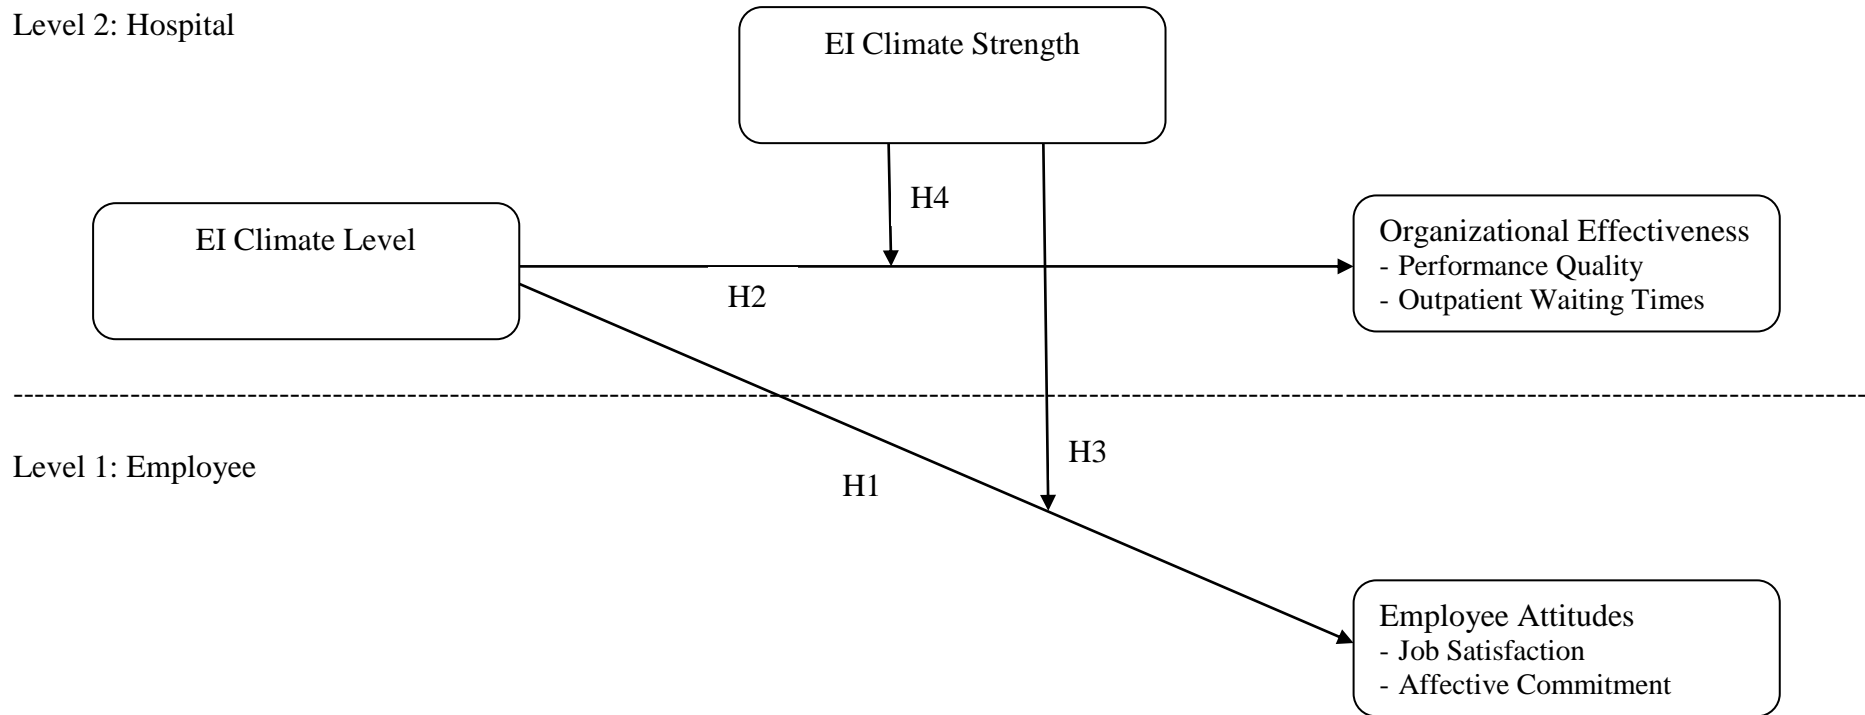 Level 2: Hospital
EI Climate Strength
H4
EI Climate Level
H2
Organizational Effectiveness
- Performance Quality
- Outpatient Waiting Times
Level 1: Employee
H3
H1
Employee Attitudes
- Job Satisfaction
- Affective Commitment